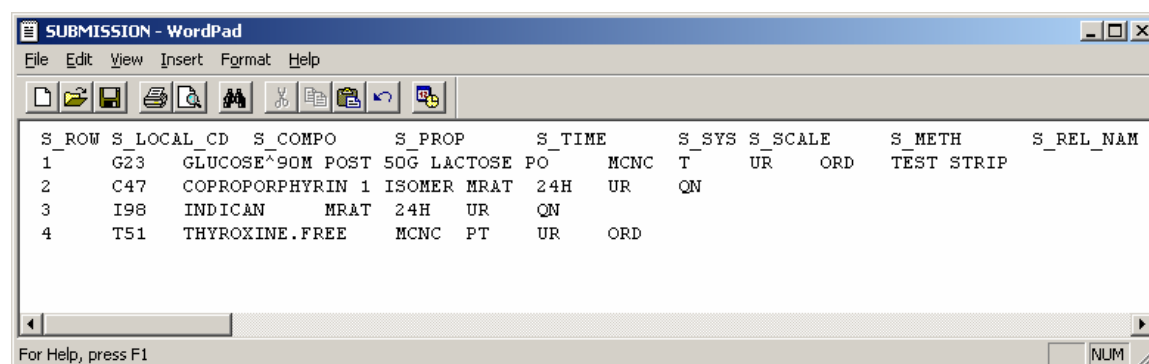 SUBMISSION - WordPad
File Edit View Insert Format Help
S_ROW S_LOCAL_CD S_COMPO S_PROP S_TIME S_SYS S_SCALE S_METH S_REL_NAM
1 G23 GLUCOSE^90M POST 50G LACTOSE PO MCNC T UR ORD TEST STRIP
2 C47 COPROPORPHYRIN 1 ISOMER MRAT 24H UR QN
3 I98 INDICAN MRAT 24H UR QN
4 T51 THYROXINE.FREE MCNC PT UR ORD
For Help, press F1 NUM